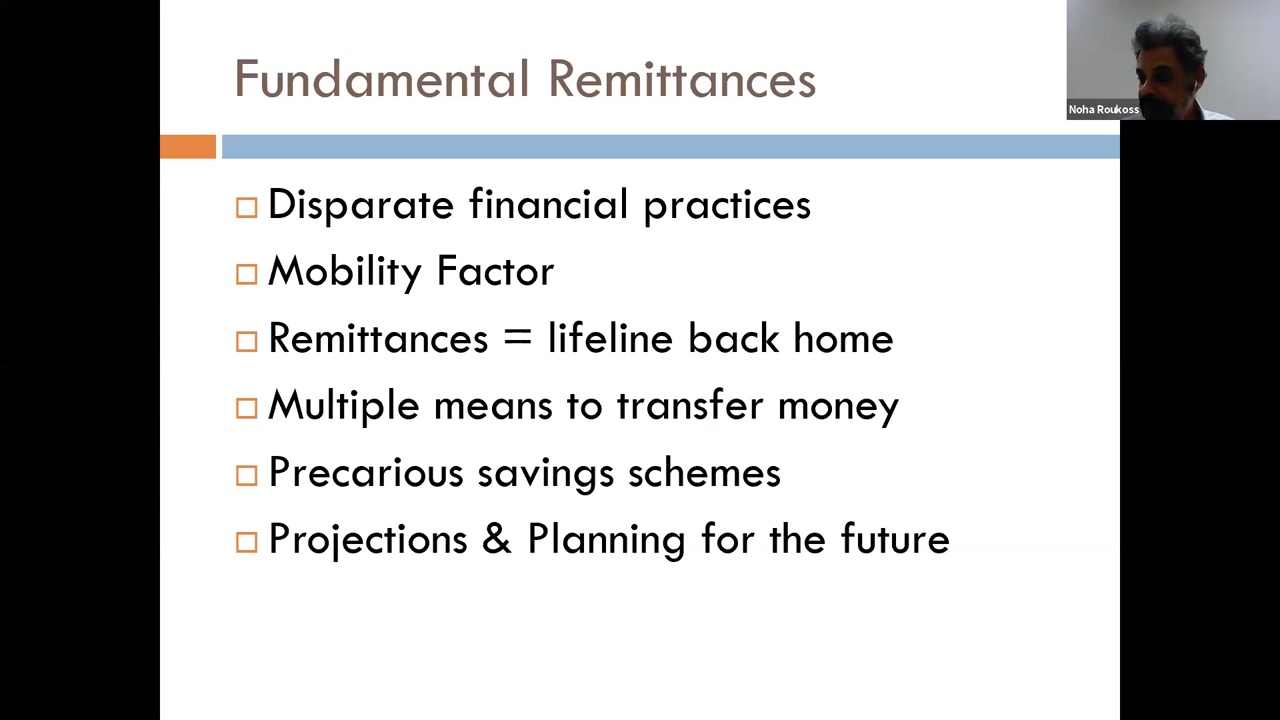 Fundamental Remittances
Noha Roukoss
Disparate financial practices
Mobility Factor
Remittances = lifeline back home
Multiple means to transfer money
Precarious savings schemes
Projections & Planning for the future